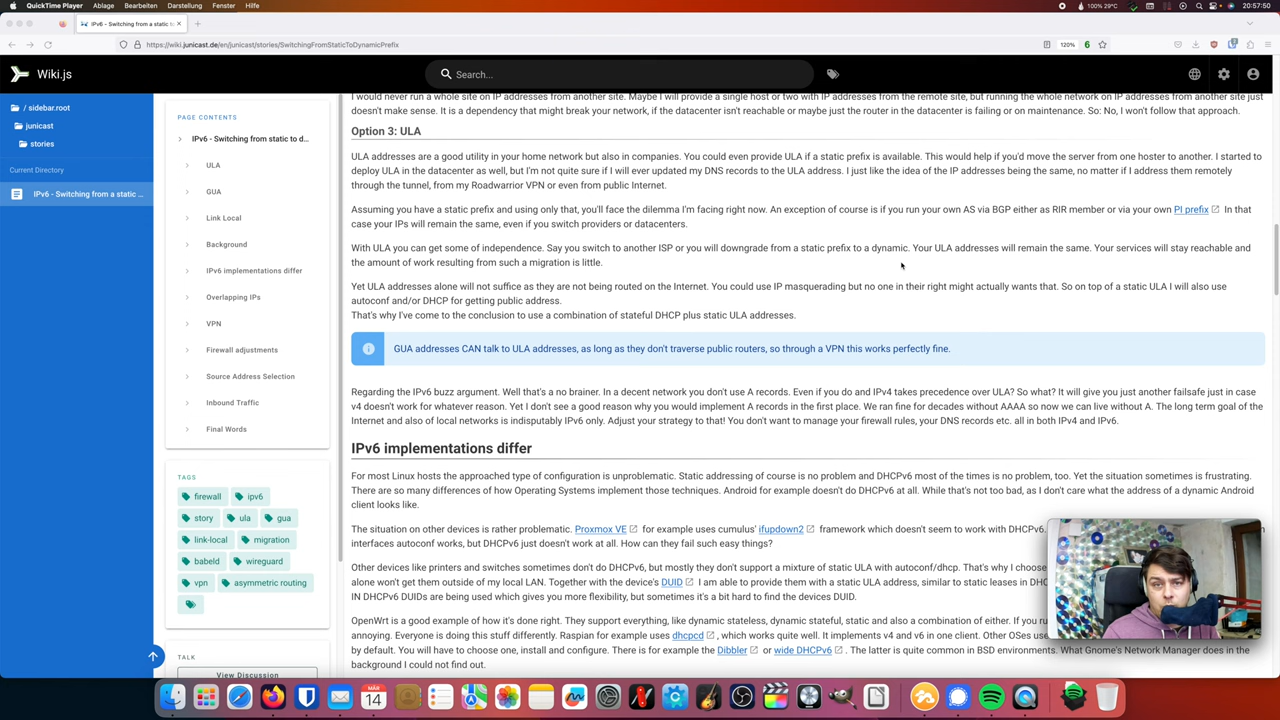 QuickTime Player Ablage Bearbeiten Darstellung Fenster Hilfe
100% 29°C
20:57:50
IPv6 - Switching from a static t
https://wiki.junicast.de/en/junicast/stories/SwitchingFromStaticToDynamicPrefix
120%
6
Wiki.js
Search...
/ sidebar.root
junicast
stories
Current Directory
IPv6 - Switching from a static ...
PAGE CONTENTS
IPv6 - Switching from static to d...
ULA
GUA
Link Local
Background
IPv6 implementations differ
Overlapping IPs
VPN
Firewall adjustments
Source Address Selection
Inbound Traffic
Final Words
TAGS
firewall ipv6
story ula gua
link-local migration
babeld wireguard
vpn asymmetric routing
TALK
View Discussion
I would never run a whole site on IP addresses from another site. Maybe I will provide a single host or two with IP addresses from the remote site, but running the whole network on IP addresses from another site just
doesn't make sense. It is a dependency that might break your network, if the datacenter isn't reachable or maybe just the router in the datacenter is failing or on maintenance. So: No, I won't follow that approach.
Option 3: ULA
ULA addresses are a good utility in your home network but also in companies. You could even provide ULA if a static prefix is available. This would help if you'd move the server from one hoster to another. I started to
deploy ULA in the datacenter as well, but I'm not quite sure if I will ever updated my DNS records to the ULA address. I just like the idea of the IP addresses being the same, no matter if I address them remotely
through the tunnel, from my Roadwarrior VPN or even from public Internet.
Assuming you have a static prefix and using only that, you'll face the dilemma I'm facing right now. An exception of course is if you run your own AS via BGP either as RIR member or via your own PI prefix In that
case your IPs will remain the same, even if you switch providers or datacenters.
With ULA you can get some of independence. Say you switch to another ISP or you will downgrade from a static prefix to a dynamic. Your ULA addresses will remain the same. Your services will stay reachable and
the amount of work resulting from such a migration is little.
Yet ULA addresses alone will not suffice as they are not being routed on the Internet. You could use IP masquerading but no one in their right might actually wants that. So on top of a static ULA I will also use
autoconf and/or DHCP for getting public address.
That's why I've come to the conclusion to use a combination of stateful DHCP plus static ULA addresses.
GUA addresses CAN talk to ULA addresses, as long as they don't traverse public routers, so through a VPN this works perfectly fine.
Regarding the IPv6 buzz argument. Well that's a no brainer. In a decent network you don't use A records. Even if you do and IPv4 takes precedence over ULA? So what? It will give you just another failsafe just in case
v4 doesn't work for whatever reason. Yet I don't see a good reason why you would implement A records in the first place. We ran fine for decades without AAAA so now we can live without A. The long term goal of the
Internet and also of local networks is indisputably IPv6 only. Adjust your strategy to that! You don't want to manage your firewall rules, your DNS records etc. all in both IPv4 and IPv6.
IPv6 implementations differ
For most Linux hosts the approached type of configuration is unproblematic. Static addressing of course is no problem and DHCPv6 most of the times is no problem, too. Yet the situation sometimes is frustrating.
There are so many differences of how Operating Systems implement those techniques. Android for example doesn't do DHCPv6 at all. While that's not too bad, as I don't care what the address of a dynamic Android
client looks like.
The situation on other devices is rather problematic. Proxmox VE for example uses cumulus' ifupdown2 framework which doesn't seem to work with DHCPv6.
interfaces autoconf works, but DHCPv6 just doesn't work at all. How can they fail such easy things?
Other devices like printers and switches sometimes don't do DHCPv6, but mostly they don't support a mixture of static ULA with autoconf/dhcp. That's why I choose
alone won't get them outside of my local LAN. Together with the device's DUID I am able to provide them with a static ULA address, similar to static leases in DHC
IN DHCPv6 DUIDs are being used which gives you more flexibility, but sometimes it's a bit hard to find the devices DUID.
OpenWrt is a good example of how it's done right. They support everything, like dynamic stateless, dynamic stateful, static and also a combination of either. If you ru
annoying. Everyone is doing this stuff differently. Raspian for example uses dhcpcd , which works quite well. It implements v4 and v6 in one client. Other OSes use
by default. You will have to choose one, install and configure. There is for example the Dibbler or wide DHCPv6 . The latter is quite common in BSD environments. What Gnome's Network Manager does in the
background I could not find out.
MÄR
14